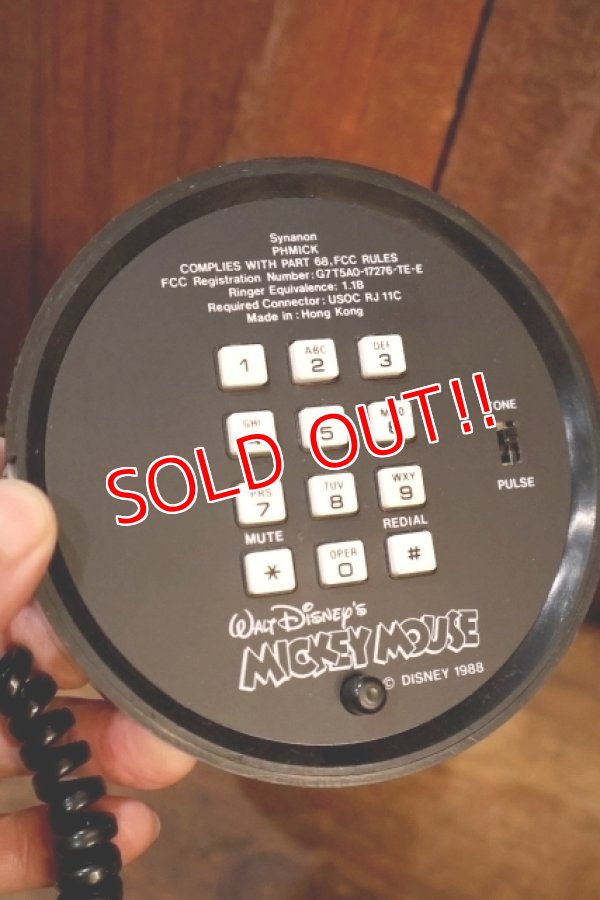 Synanon
PHMICK
COMPLIES WITH PART 68, FCC RULES
FCC Registration Number: G7T5A0-17276-TE-E
Ringer Equivalence: 1.1B
Required Connector: USOC RJ 11C
Made in: Hong Kong
1
ABC
2
DEF
3
GHI
5
TONE
SOLD OUT!!
PRS
7
TUV
8
WXY
9
PULSE
MUTE
REDIAL
*
OPER
0
#
WALT DISNEY'S
MICKEY MOUSE
© DISNEY 1988